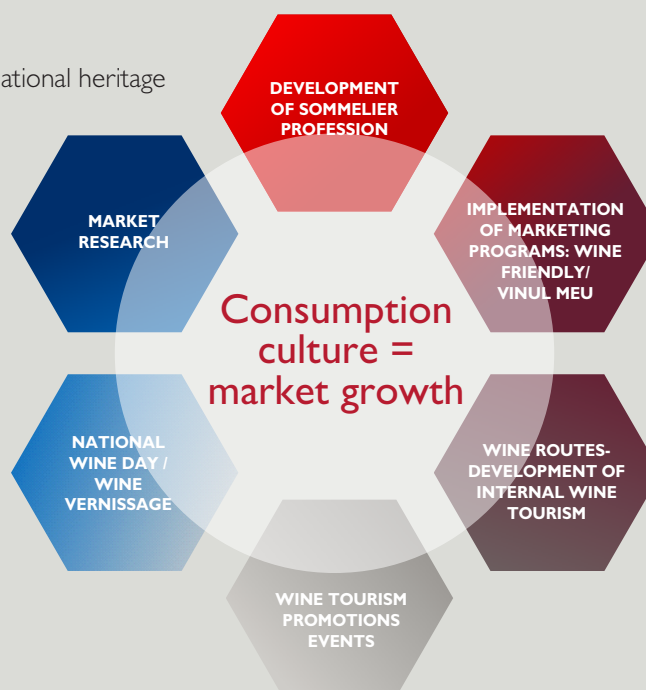 ational heritage
DEVELOPMENT
OF SOMMELIER
PROFESSION
MARKET
RESEARCH
IMPLEMENTATION
OF MARKETING
PROGRAMS: WINE
FRIENDLY/
VINUL MEU
Consumption
culture =
market growth
NATIONAL
WINE DAY /
WINE
VERNISSAGE
WINE ROUTES-
DEVELOPMENT OF
INTERNAL WINE
TOURISM
WINE TOURISM
PROMOTIONS
EVENTS